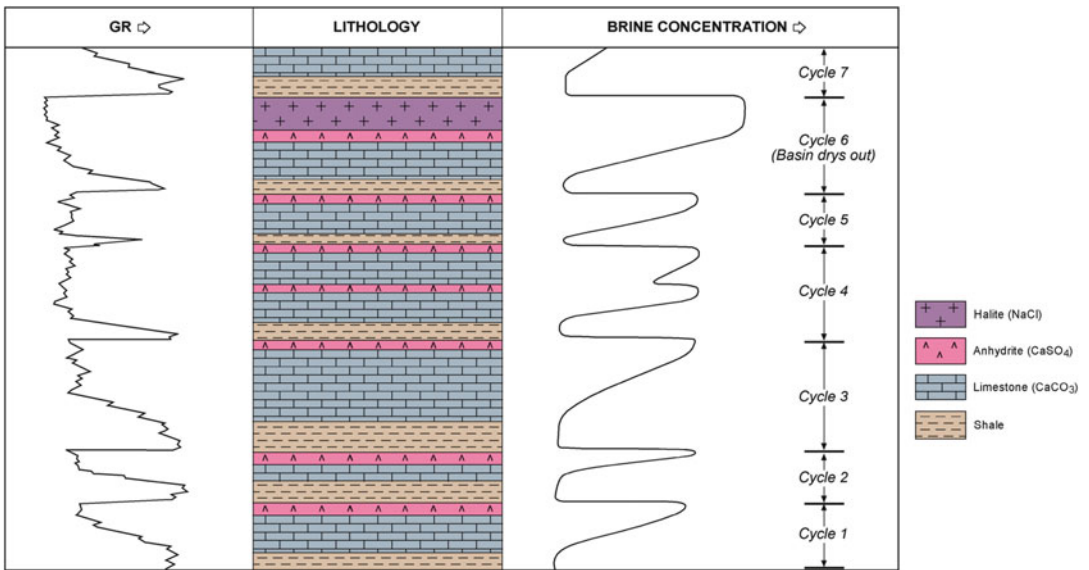 GR ⇨
LITHOLOGY
BRINE CONCENTRATION ⇨
Cycle 7
Cycle 6
(Basin drys out)
Cycle 5
Cycle 4
Cycle 3
Cycle 2
Cycle 1
Halite (NaCl)
Anhydrite (CaSO₄)
Limestone (CaCO₃)
Shale